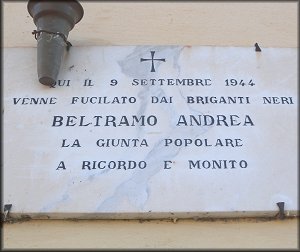 QUI IL 9 SETTEMBRE 1944
VENNE FUCILATO DAI BRIGANTI NERI
BELTRAMO ANDREA
LA GIUNTA POPOLARE
A RICORDO E' MONITO